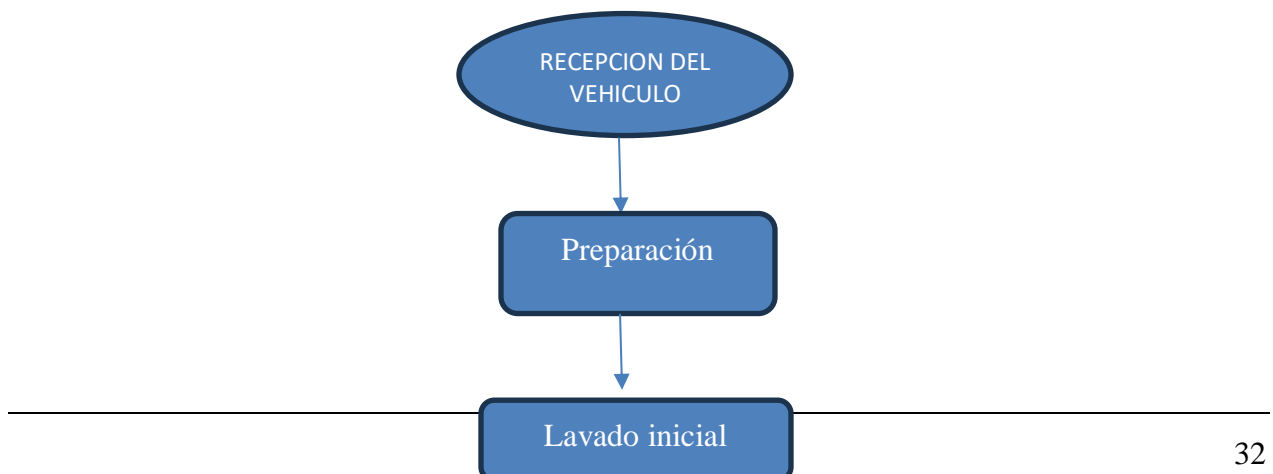 RECEPCION DEL
VEHICULO
Preparación
Lavado inicial
32